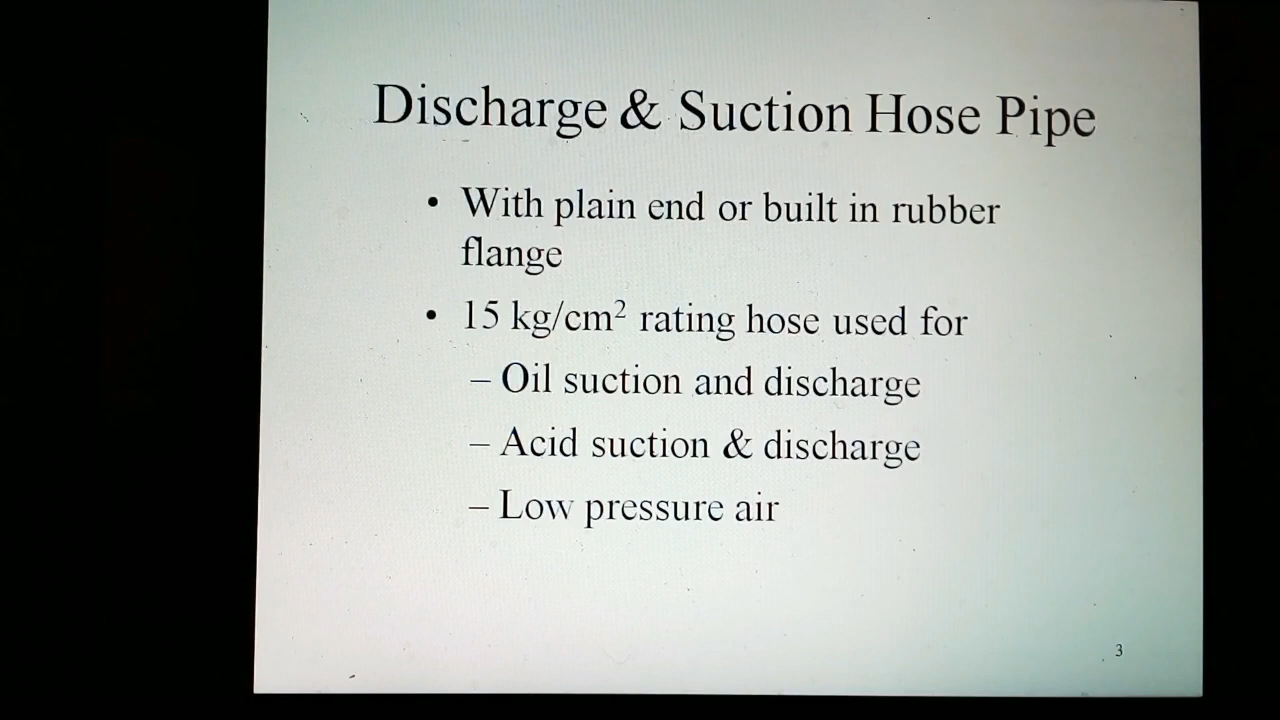 Discharge & Suction Hose Pipe
• With plain end or built in rubber
flange
• 15 kg/cm² rating hose used for
– Oil suction and discharge
– Acid suction & discharge
– Low pressure air
3